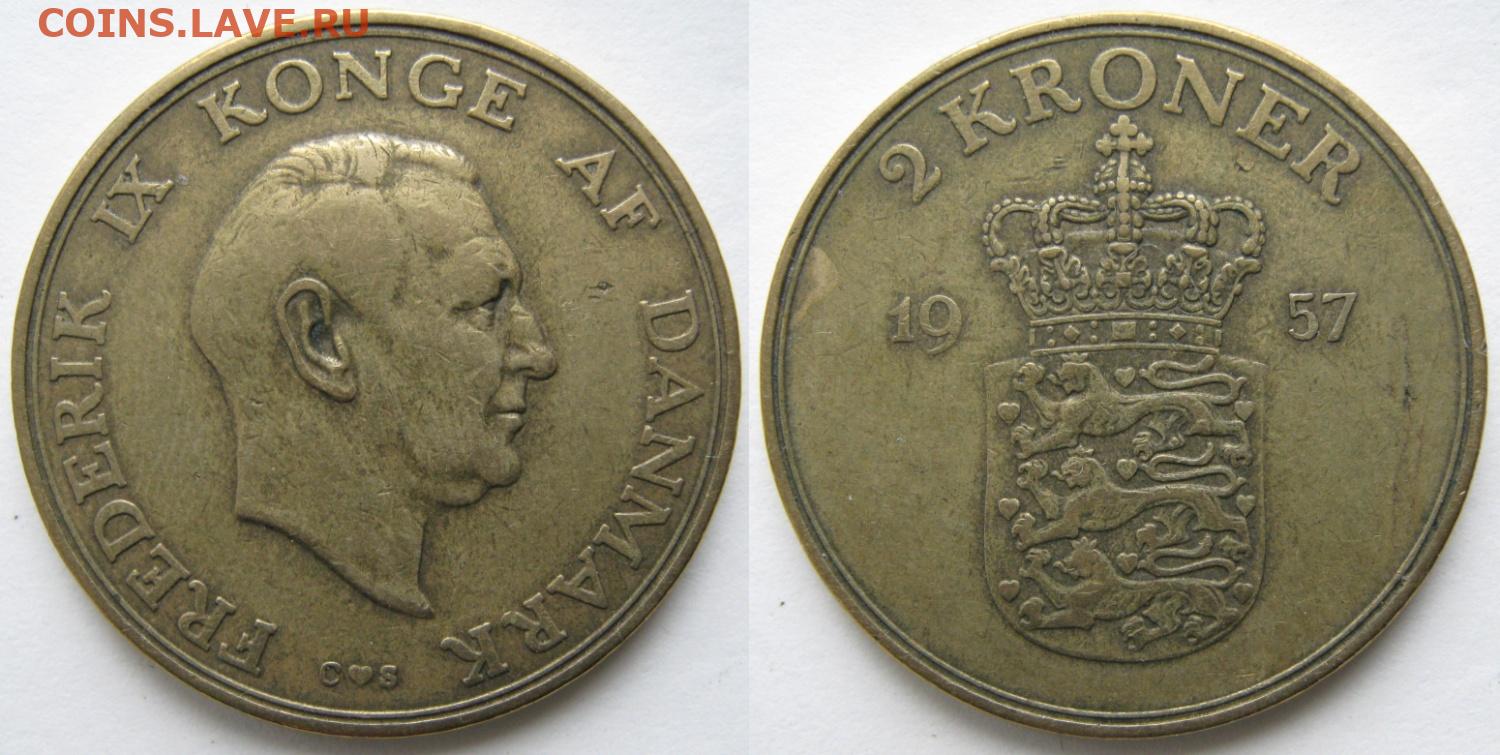 COINS.LAVE.RU
FREDERIK IX KONGE AF DANMARK
C♥S
2 KRONER
19 57